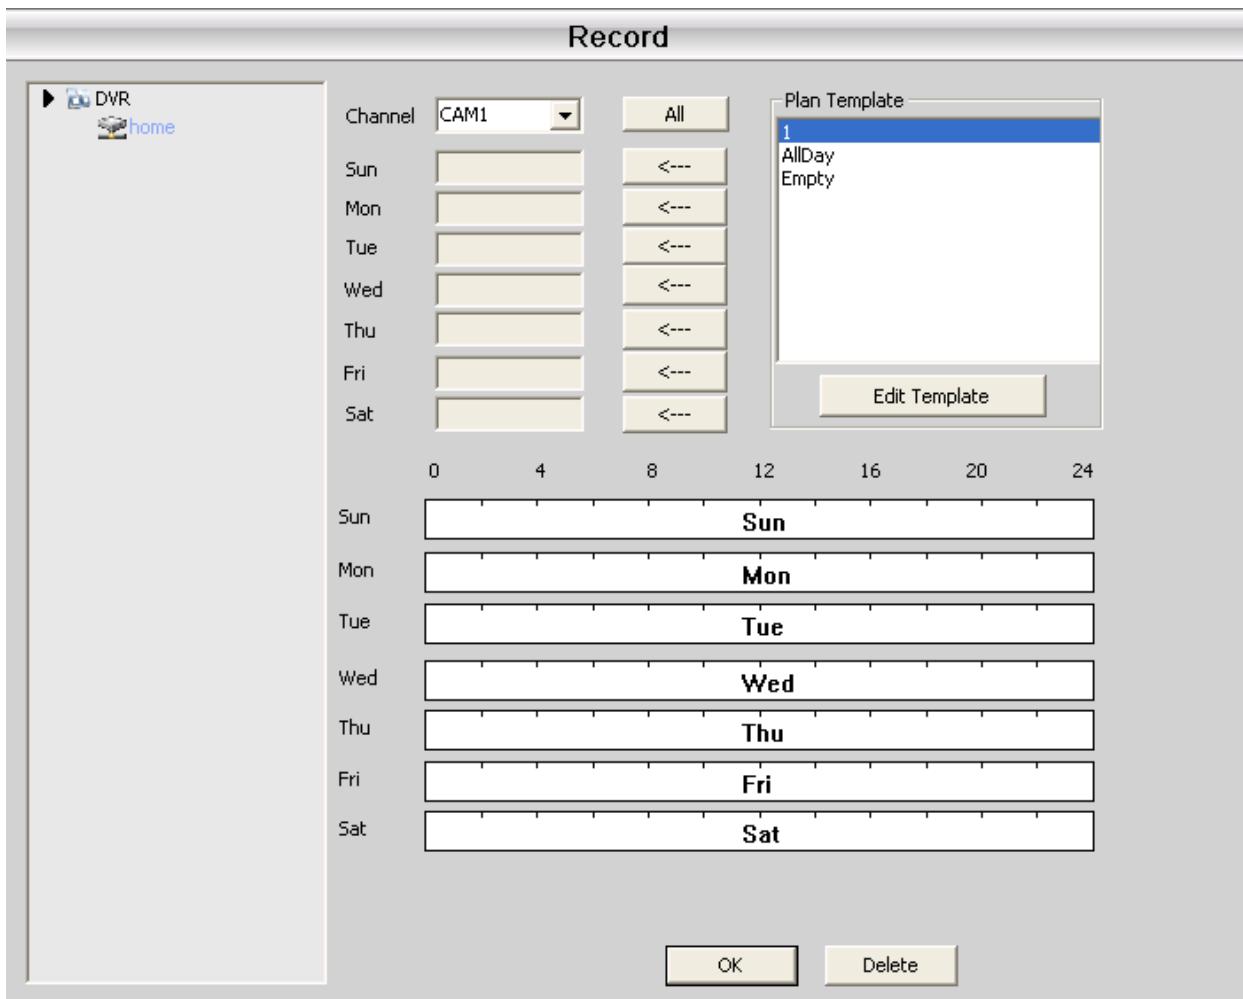 Record
DVR
home
Channel CAM1 All
Sun <---
Mon <---
Tue <---
Wed <---
Thu <---
Fri <---
Sat <---
Plan Template
1
AllDay
Empty
Edit Template
0 4 8 12 16 20 24
Sun Sun
Mon Mon
Tue Tue
Wed Wed
Thu Thu
Fri Fri
Sat Sat
OK Delete